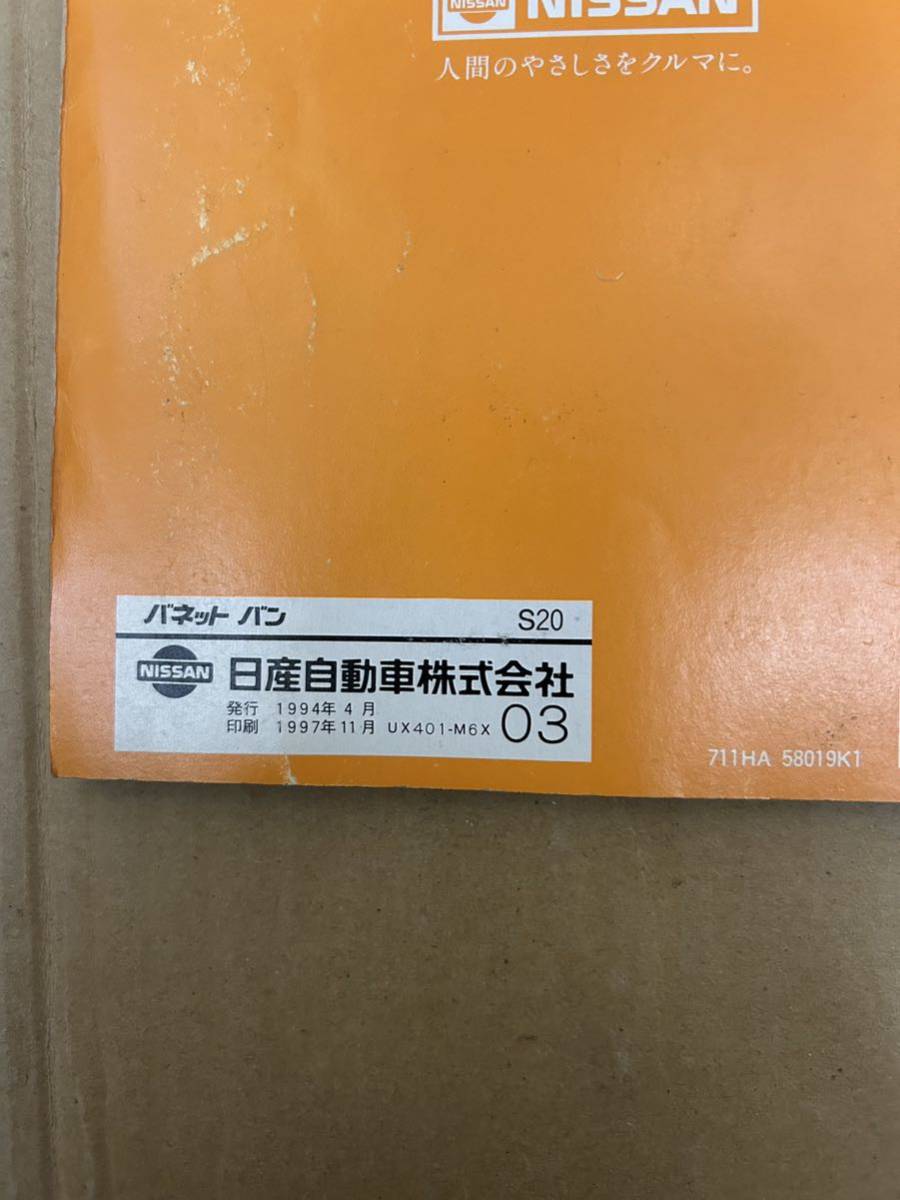 NISSAN NISSAN
人間のやさしさをクルマに。
バネット バン S20
NISSAN 日産自動車株式会社
発行 1994年 4月
印刷 1997年11月 UX401-M6X 03
711HA 58019K1